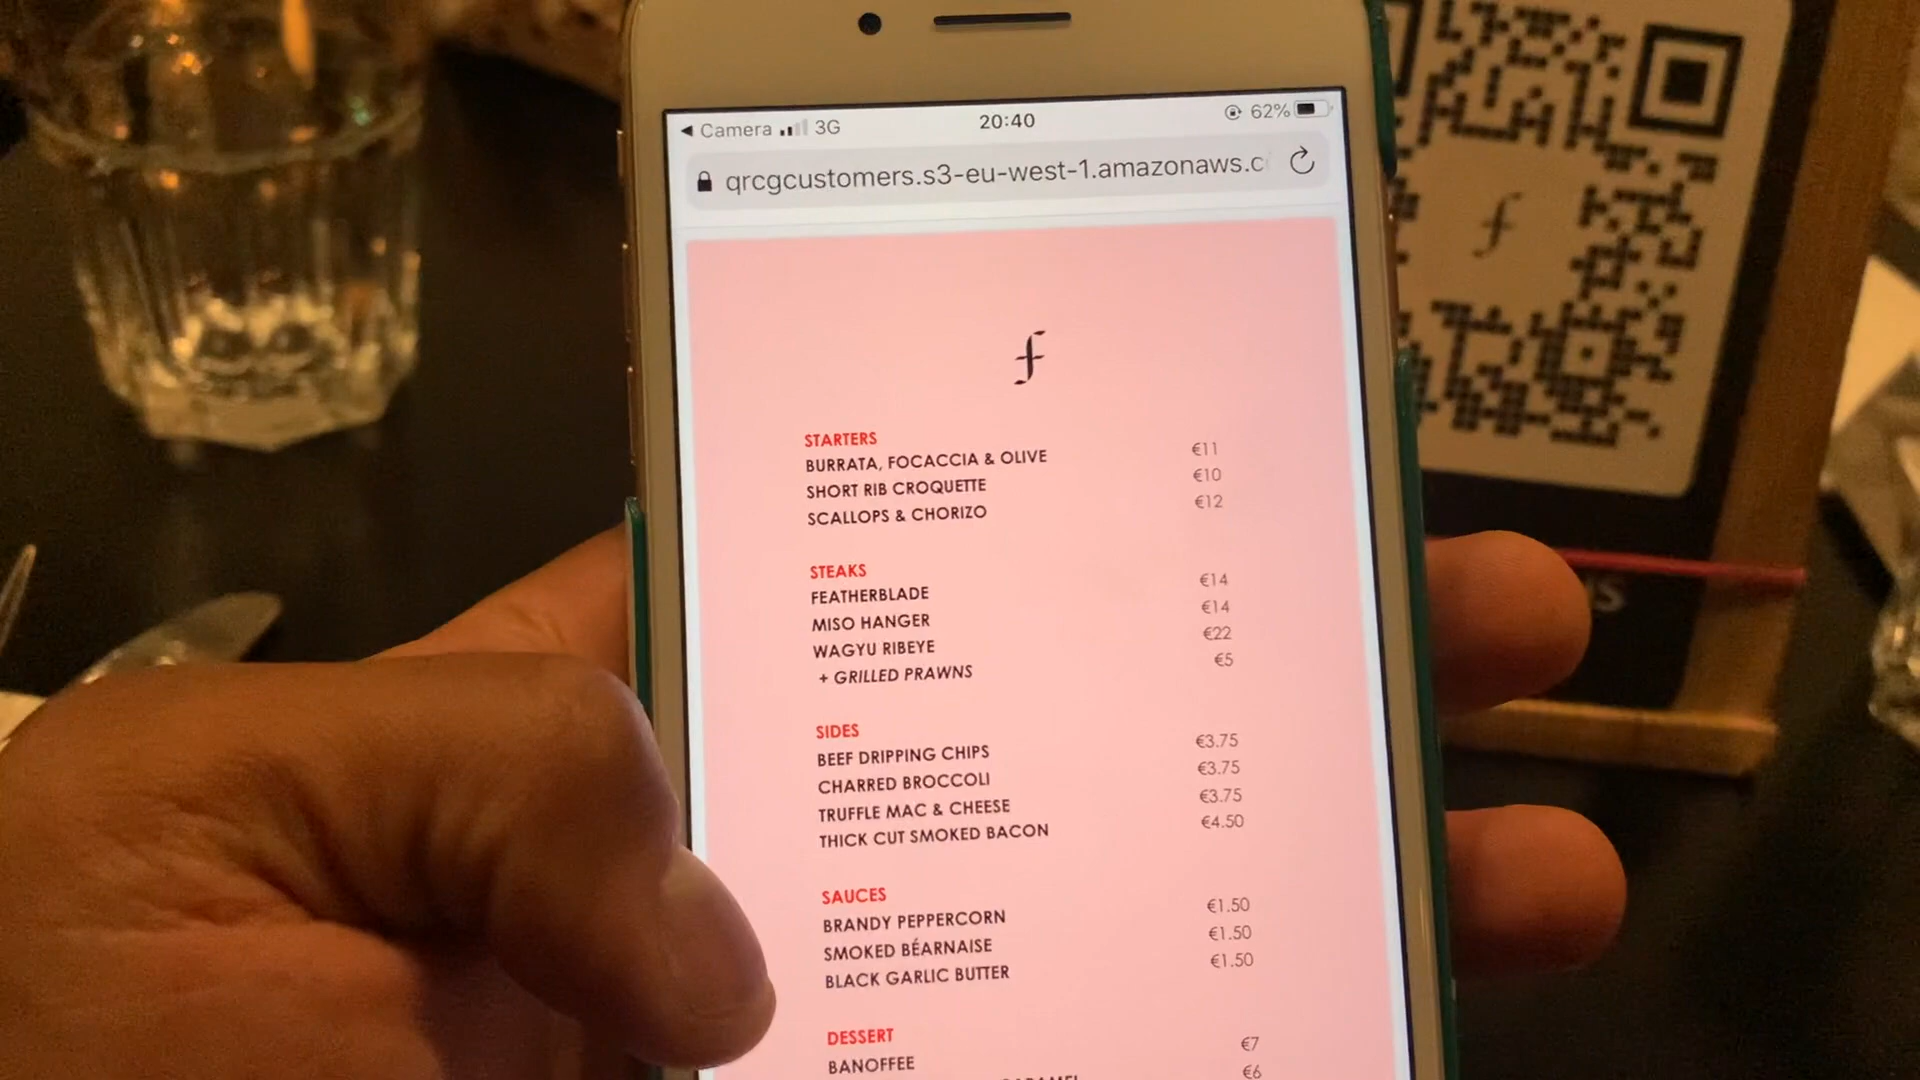 Camera 3G 20:40 62%
qrcgcustomers.s3-eu-west-1.amazonaws.c
f
STARTERS
BURRATA, FOCACCIA & OLIVE €11
SHORT RIB CROQUETTE €10
SCALLOPS & CHORIZO €12
STEAKS
FEATHERBLADE €14
MISO HANGER €14
WAGYU RIBEYE €22
+ GRILLED PRAWNS €5
SIDES
BEEF DRIPPING CHIPS €3.75
CHARRED BROCCOLI €3.75
TRUFFLE MAC & CHEESE €3.75
THICK CUT SMOKED BACON €4.50
SAUCES
BRANDY PEPPERCORN €1.50
SMOKED BÉARNAISE €1.50
BLACK GARLIC BUTTER €1.50
DESSERT
BANOFFEE €7
€6
f